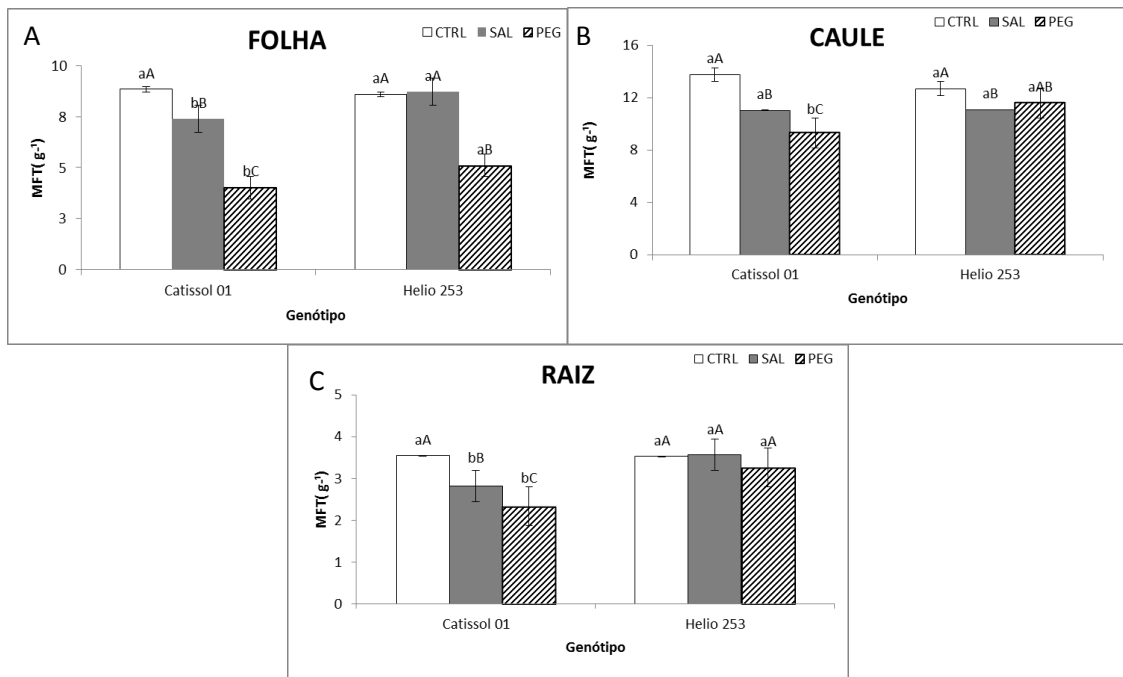 A
FOLHA
CTRL SAL PEG
10
8
5
3
0
MFT( g-¹)
aA
bB
bC
aA
aA
aB
Catissol 01
Helio 253
Genótipo
B
CAULE
CTRL SAL PEG
16
12
8
4
0
MFT( g-¹)
aA
aB
bC
aA
aB
aAB
Catissol 01
Helio 253
Genótipo
C
RAIZ
CTRL SAL PEG
5
4
3
2
1
0
MFT( g-¹)
aA
bB
bC
aA
aA
aA
Catissol 01
Helio 253
Genótipo